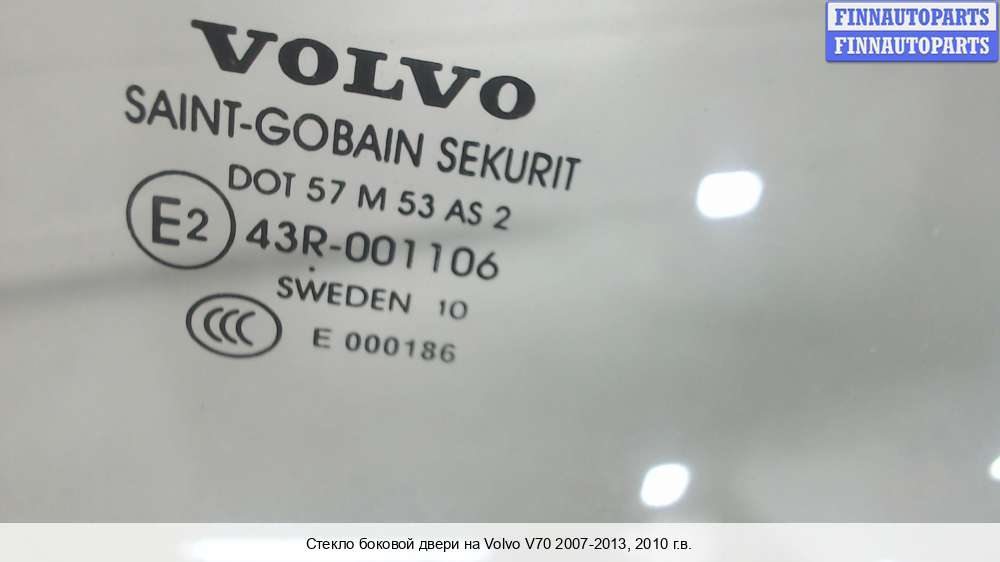 FINNAUTOPARTS
FINNAUTOPARTS
VOLVO
SAINT-GOBAIN SEKURIT
DOT 57 M 53 AS 2
E2 43R-001106
SWEDEN 10
CCC E 000186
Стекло боковой двери на Volvo V70 2007-2013, 2010 г.в.